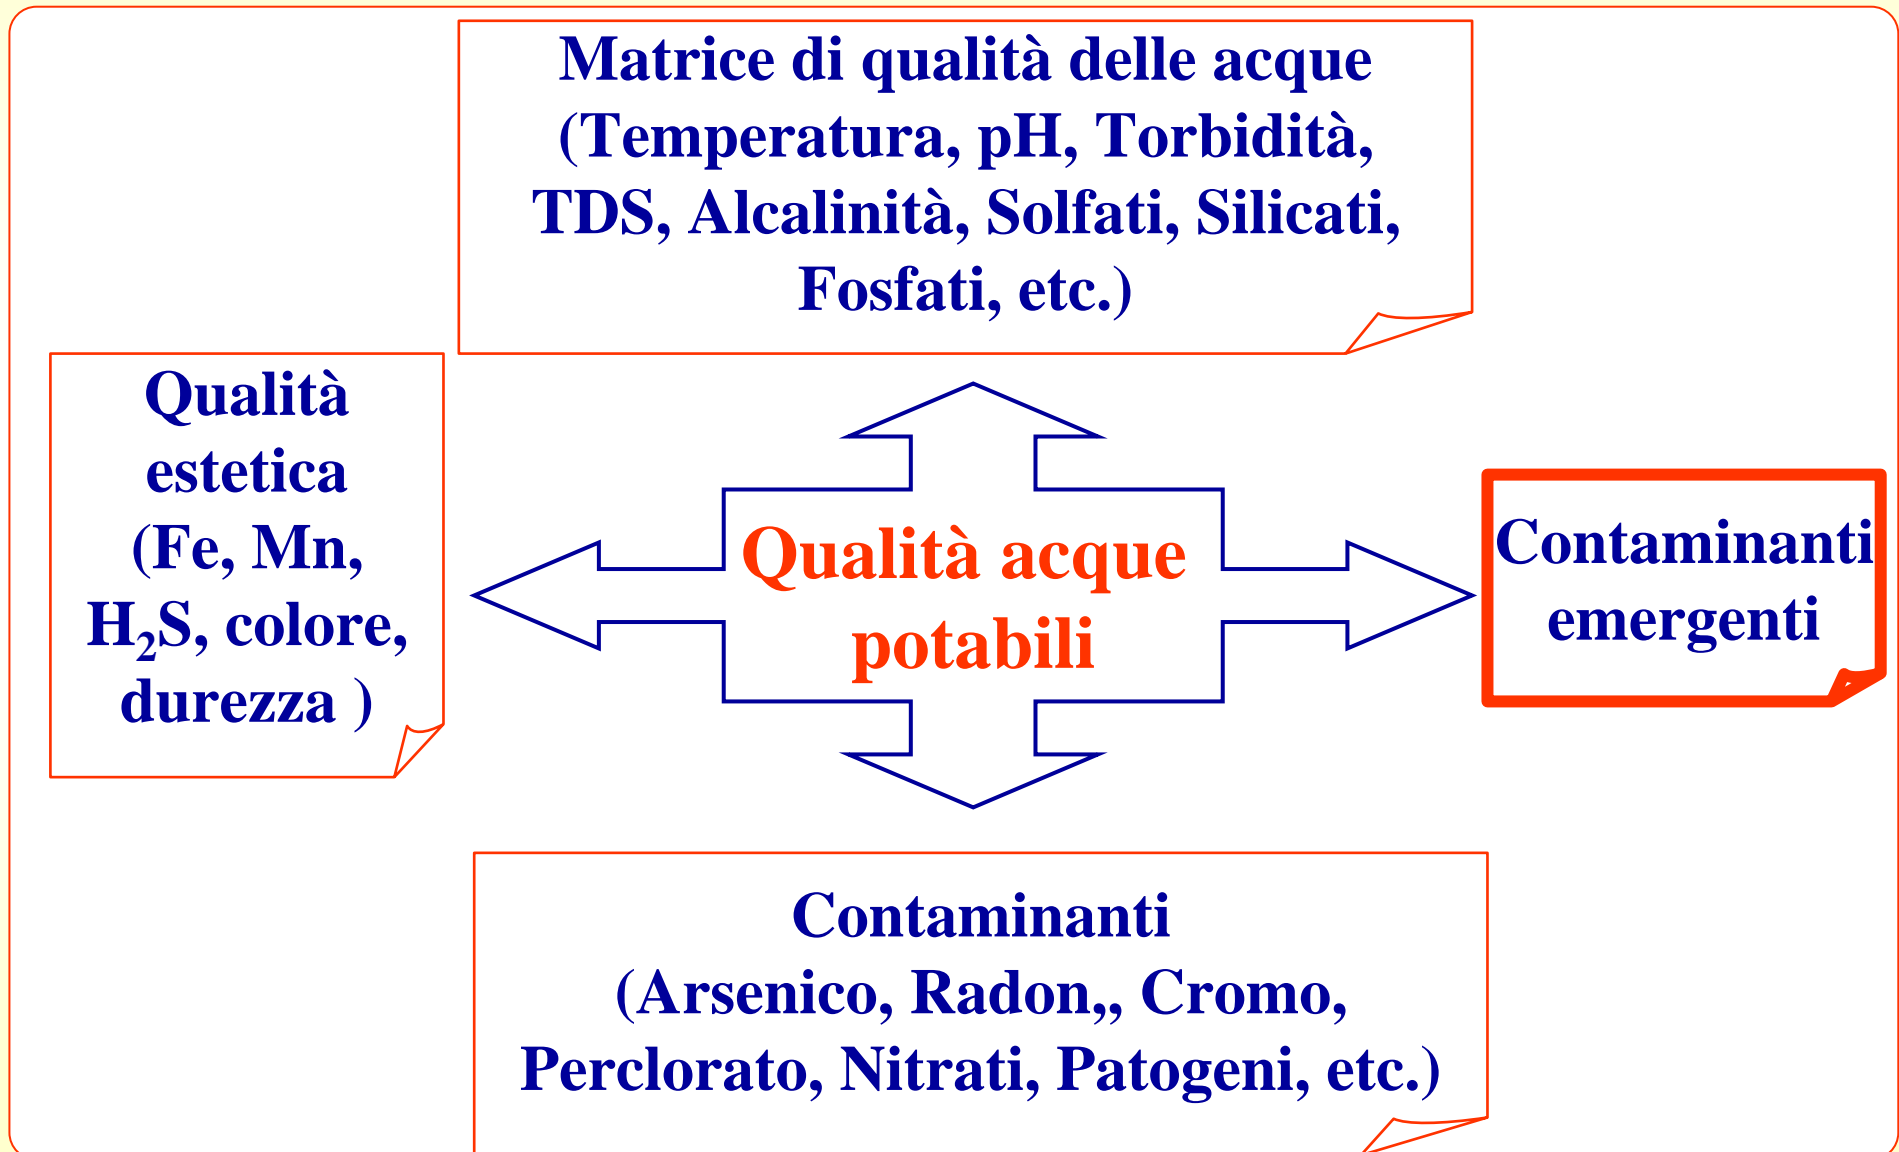 Matrice di qualità delle acque
(Temperatura, pH, Torbidità,
TDS, Alcalinità, Solfati, Silicati,
Fosfati, etc.)
Qualità
estetica
(Fe, Mn,
H₂S, colore,
durezza )
Qualità acque
potabili
Contaminanti
emergenti
Contaminanti
(Arsenico, Radon,, Cromo,
Perclorato, Nitrati, Patogeni, etc.)